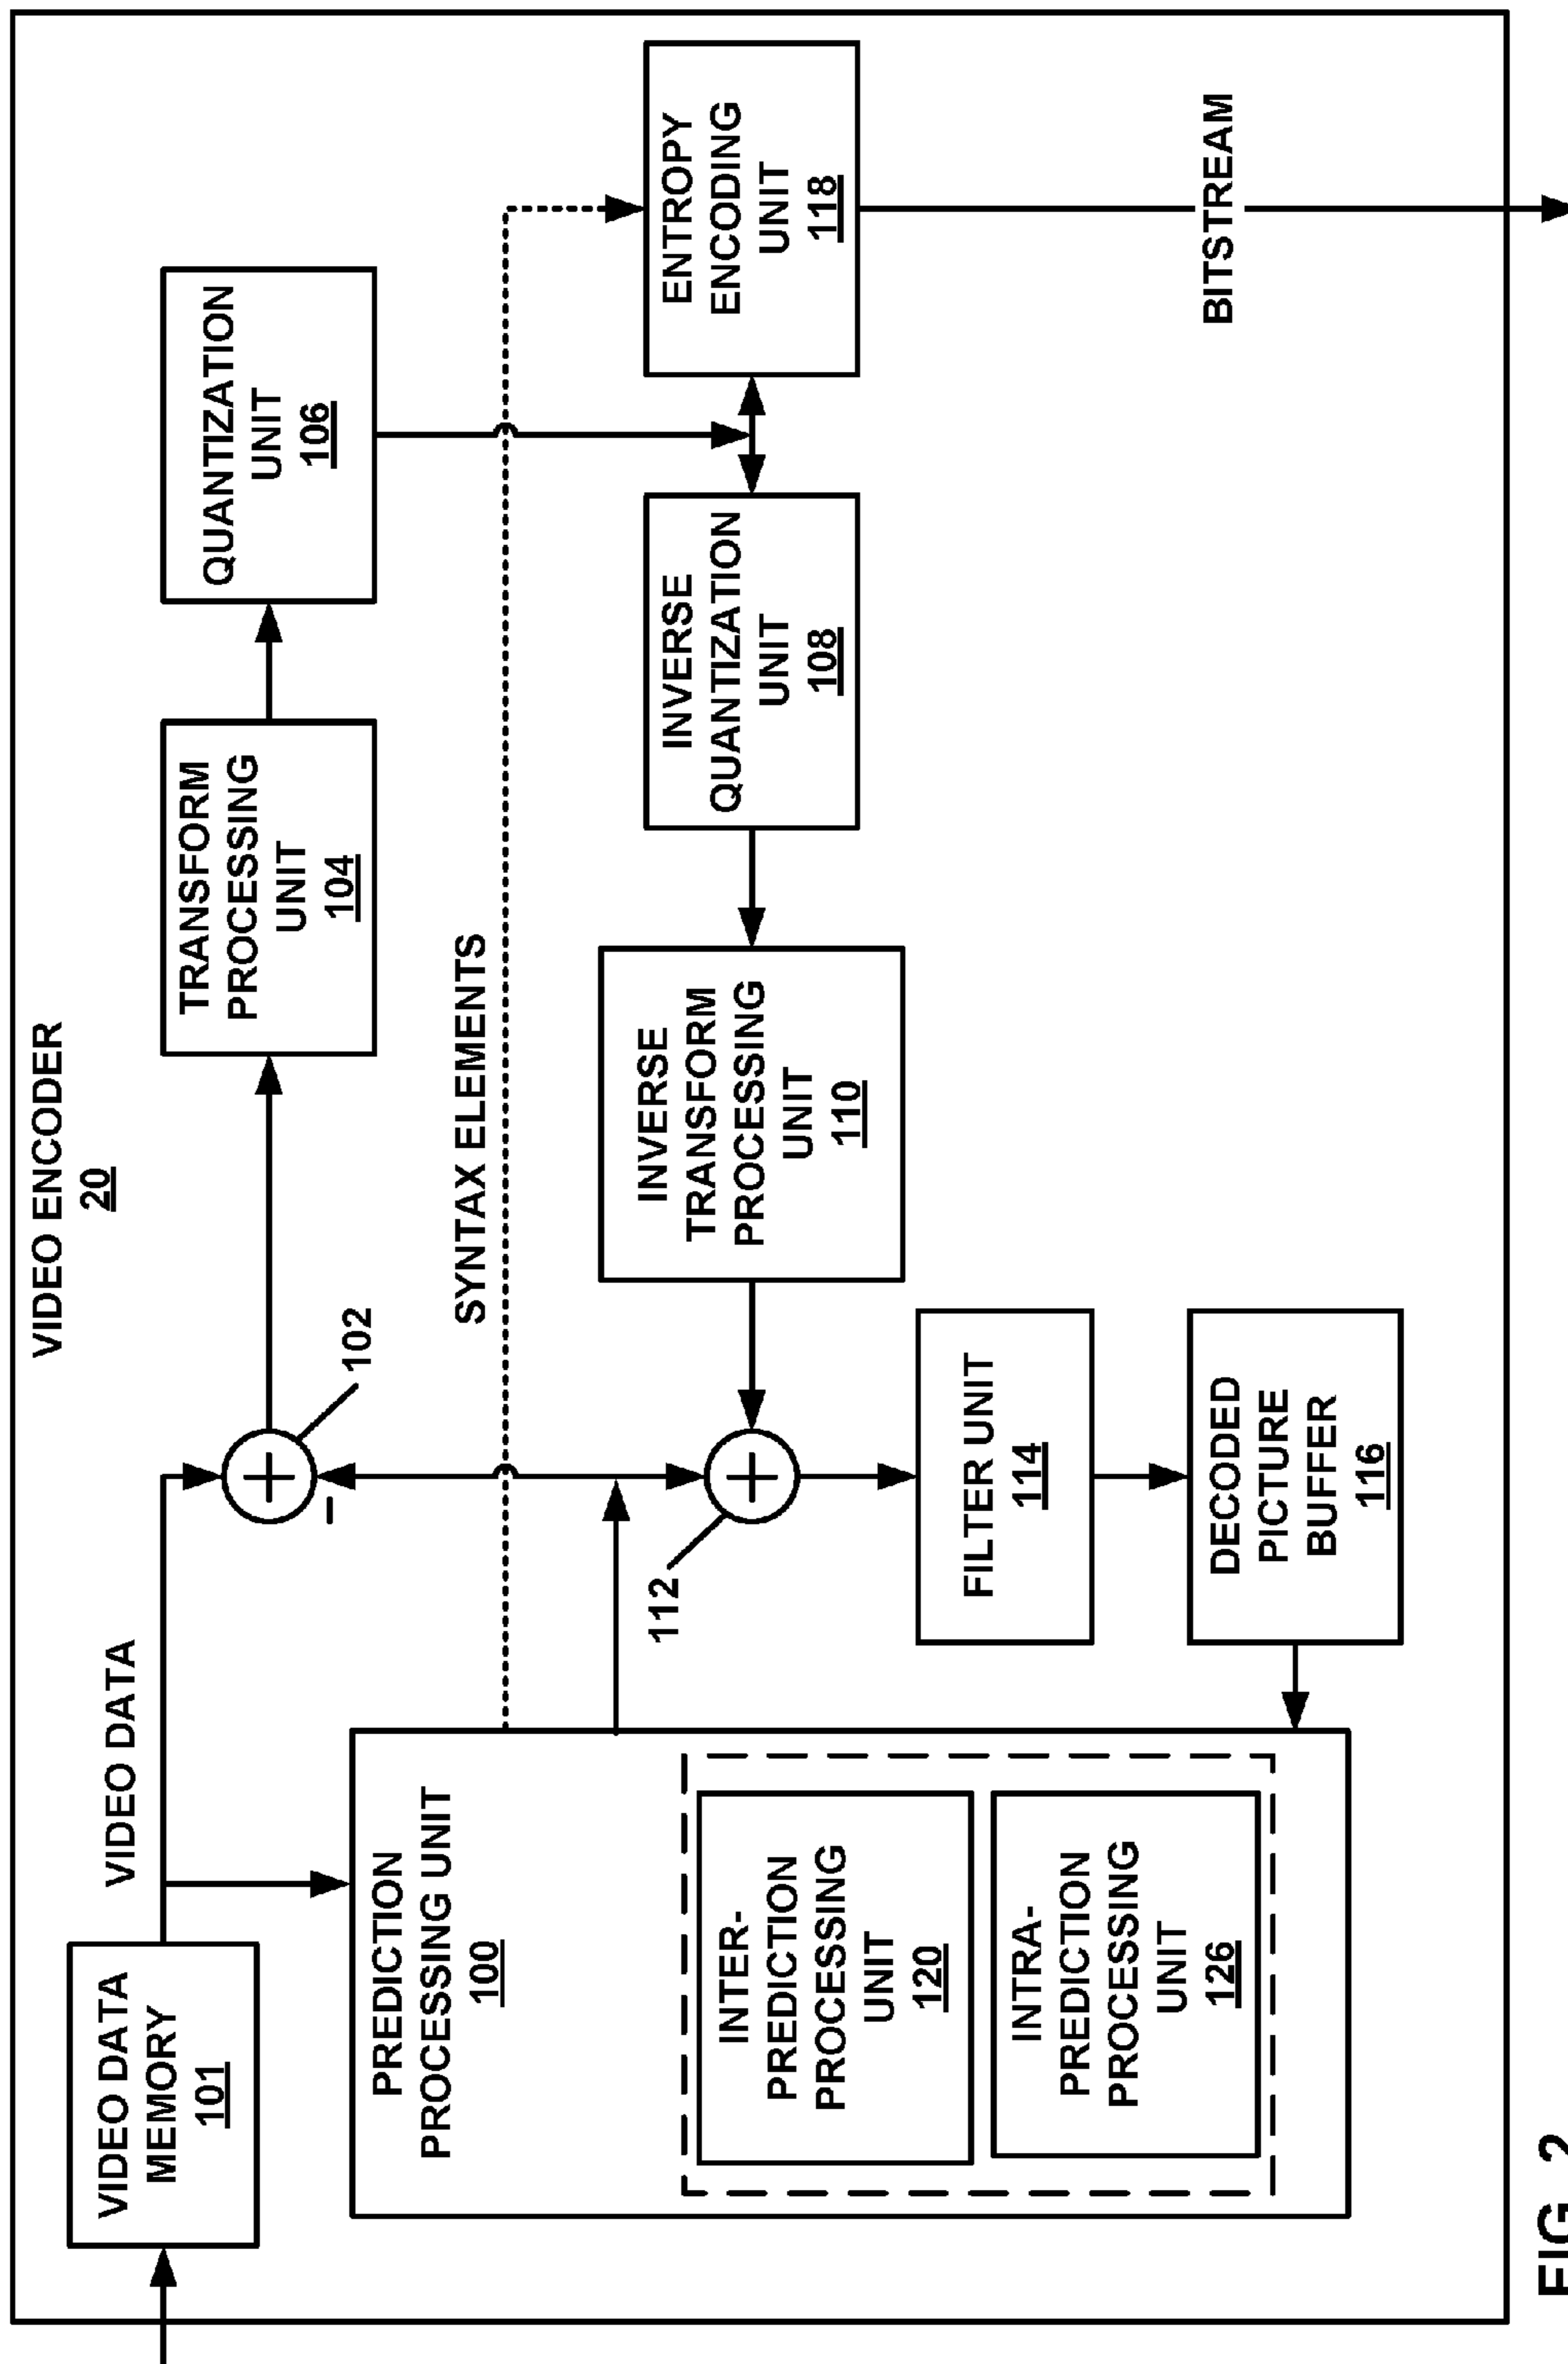 VIDEO ENCODER
20
VIDEO DATA
VIDEO DATA
MEMORY
101
102
TRANSFORM
PROCESSING
UNIT
104
QUANTIZATION
UNIT
106
PREDICTION
PROCESSING UNIT
100
SYNTAX ELEMENTS
112
INVERSE
TRANSFORM
PROCESSING
UNIT
110
INVERSE
QUANTIZATION
UNIT
108
ENTROPY
ENCODING
UNIT
118
INTER-
PREDICTION
PROCESSING
UNIT
120
INTRA-
PREDICTION
PROCESSING
UNIT
126
FILTER UNIT
114
DECODED
PICTURE
BUFFER
116
BITSTREAM
FIG. 2